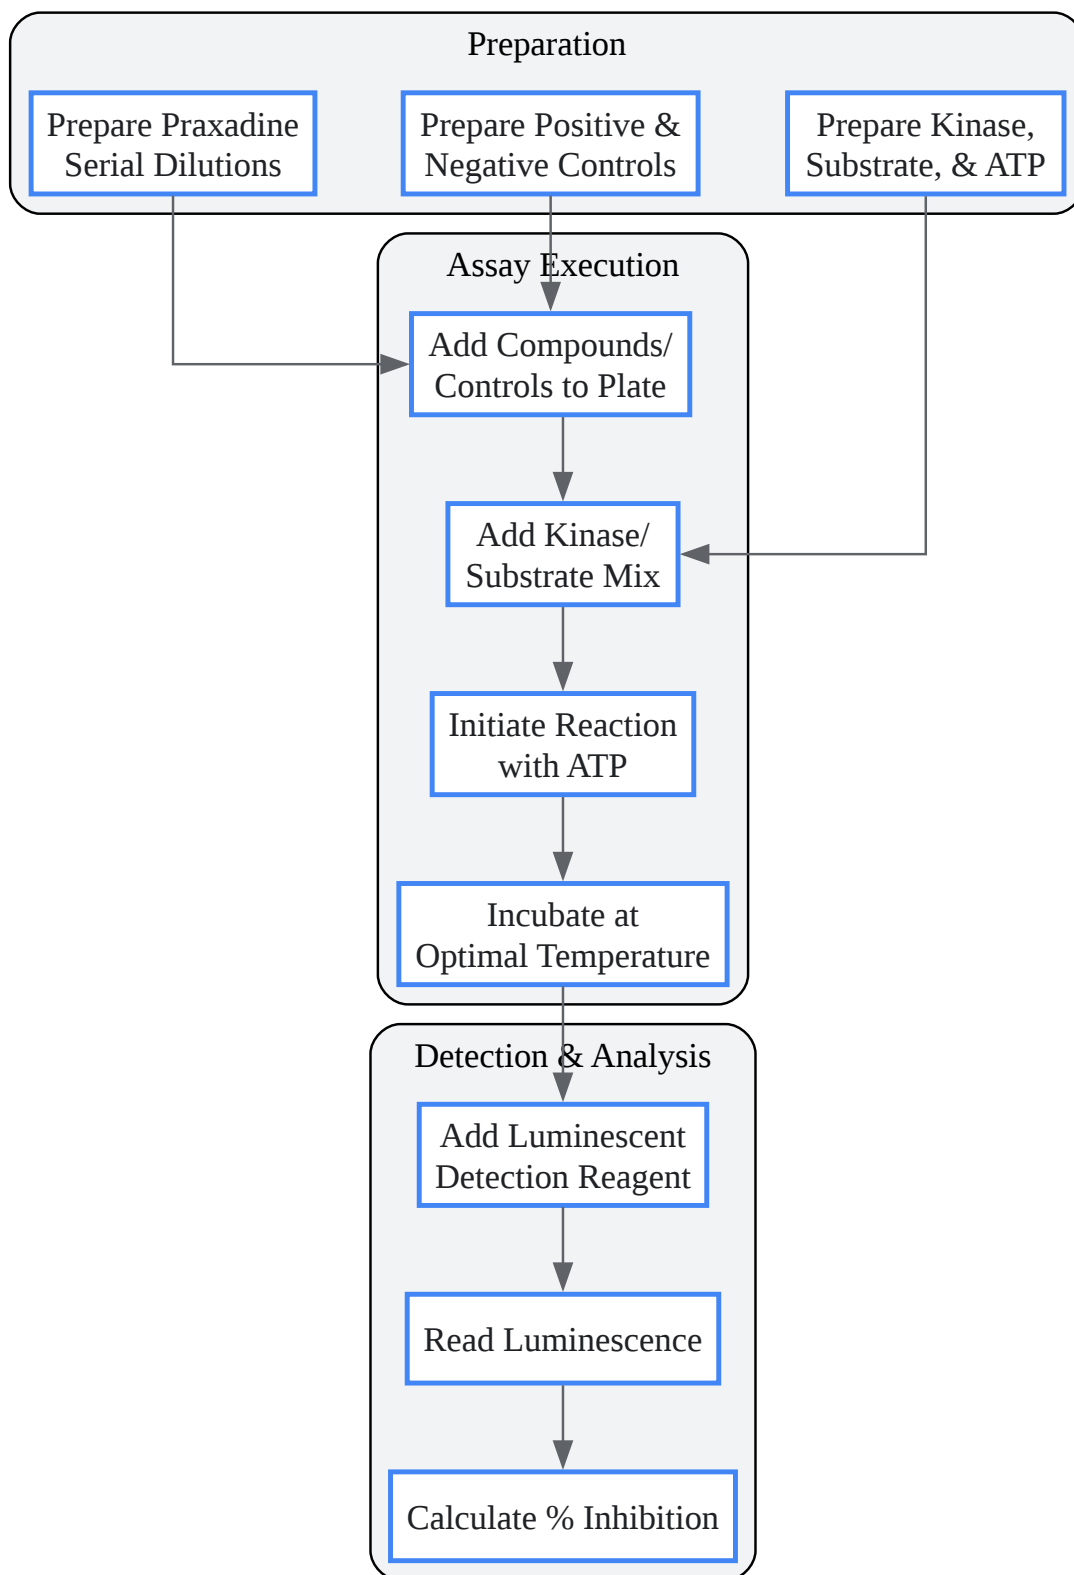 Preparation
Prepare Praxadine
Serial Dilutions
Prepare Positive &
Negative Controls
Prepare Kinase,
Substrate, & ATP
Assay Execution
Add Compounds/
Controls to Plate
Add Kinase/
Substrate Mix
Initiate Reaction
with ATP
Incubate at
Optimal Temperature
Detection & Analysis
Add Luminescent
Detection Reagent
Read Luminescence
Calculate % Inhibition